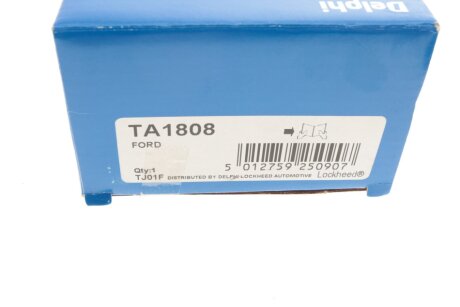 Delphi
TA1808
FORD
5 012759 250907
Qty:1
TJ01F DISTRIBUTED BY DELPHI LOCKHEED AUTOMOTIVE Lockheed®